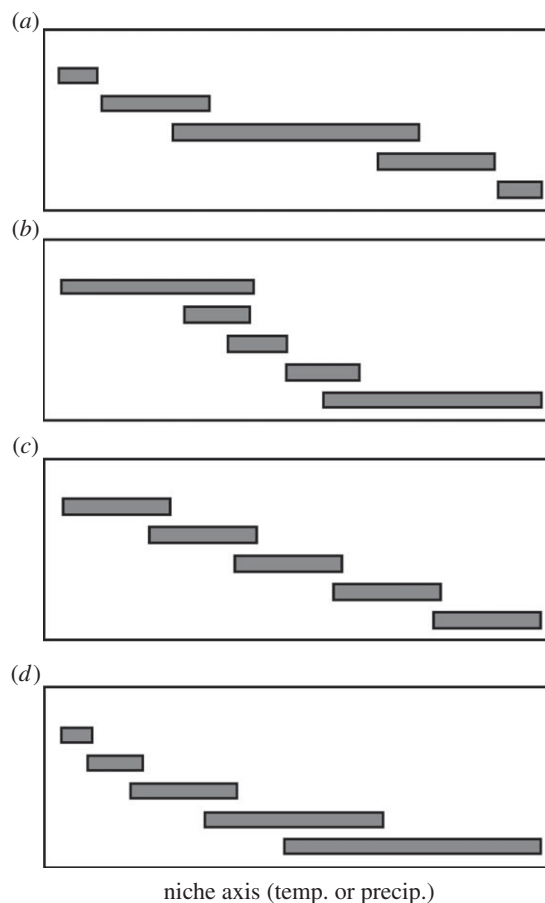 (a)
(b)
(c)
(d)
niche axis (temp. or precip.)